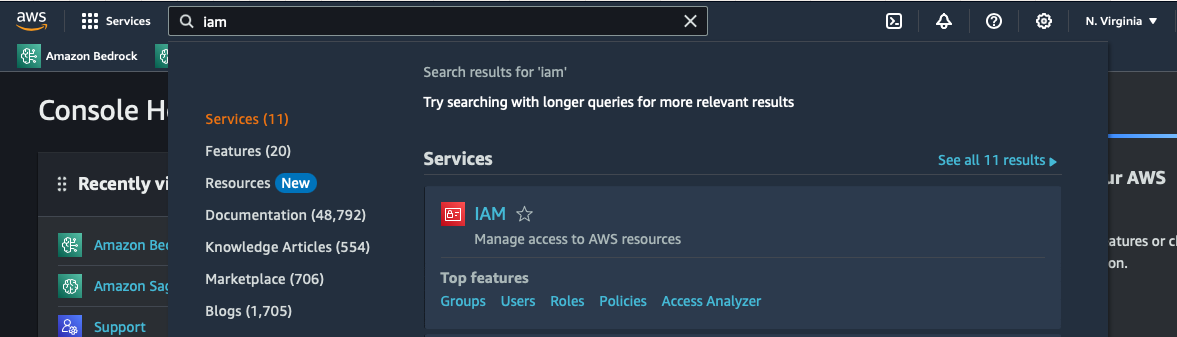 aws
Services
iam
N. Virginia
Amazon Bedrock
Console H
Recently vi
Amazon Bed
Amazon Sag
Support
Services (11)
Features (20)
Resources New
Documentation (48,792)
Knowledge Articles (554)
Marketplace (706)
Blogs (1,705)
Search results for 'iam'
Try searching with longer queries for more relevant results
Services
See all 11 results
IAM
Manage access to AWS resources
Top features
Groups Users Roles Policies Access Analyzer
ur AWS
atures or cl
on.